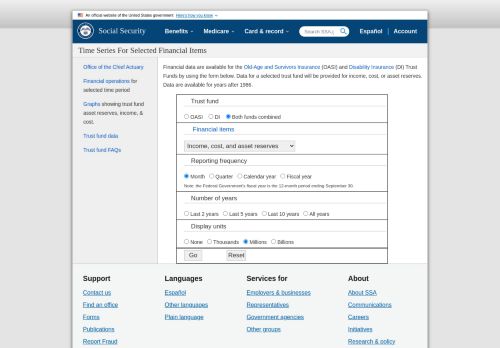 An official website of the United States government Here's how you know
Social Security
Benefits
Medicare
Card & record
Search SSA.g
Español
Account
Time Series For Selected Financial Items
Office of the Chief Actuary
Financial operations for
selected time period
Graphs showing trust fund
asset reserves, income, &
cost.
Trust fund data
Trust fund FAQs
Financial data are available for the Old-Age and Survivors Insurance (OASI) and Disability Insurance (DI) Trust
Funds by using the form below. Data for a selected trust fund will be provided for income, cost, or asset reserves.
Data are available for years after 1986.
Trust fund
OASI DI Both funds combined
Financial items
Income, cost, and asset reserves
Reporting frequency
Month Quarter Calendar year Fiscal year
Note: the Federal Government's fiscal year is the 12-month period ending September 30.
Number of years
Last 2 years Last 5 years Last 10 years All years
Display units
None Thousands Millions Billions
Go Reset
Support
Contact us
Find an office
Forms
Publications
Report Fraud
Languages
Español
Other languages
Plain language
Services for
Employers & businesses
Representatives
Government agencies
Other groups
About
About SSA
Communications
Careers
Initiatives
Research & policy